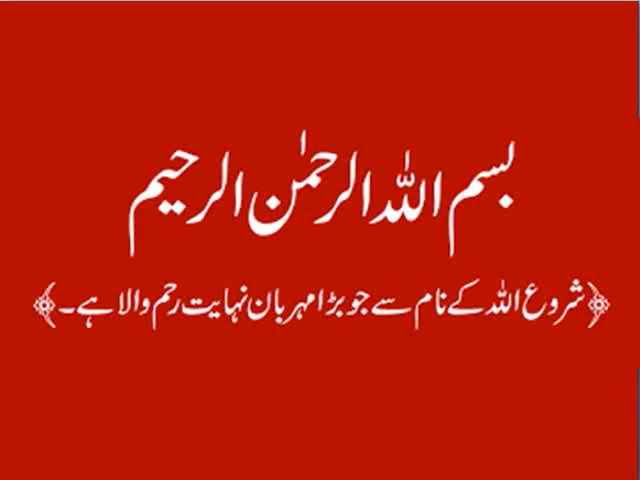 بسم اللہ الرحمٰن الرحیم
﴿شروع اللہ کے نام سے جو بڑا مہربان نہایت رحم والا ہے۔﴾